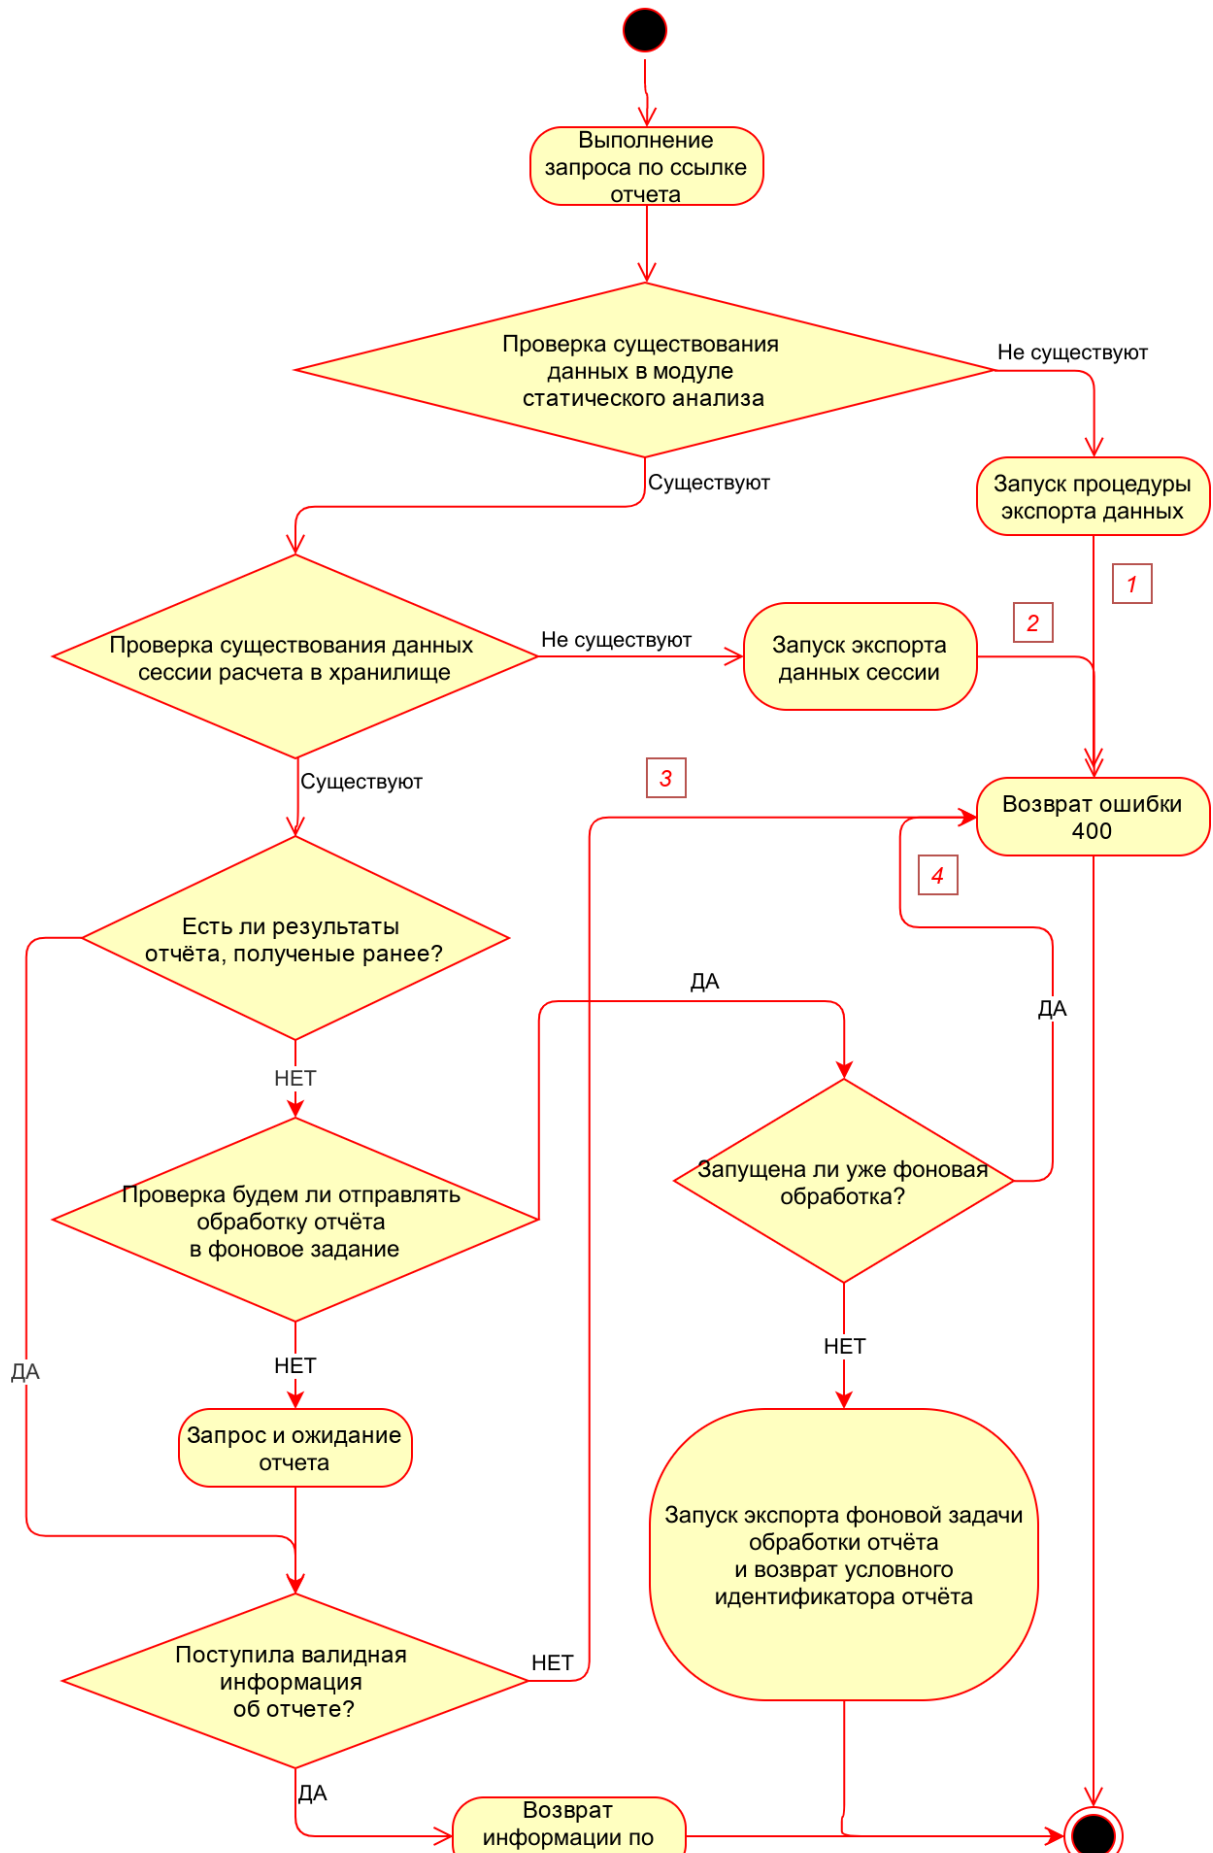 Выполнение
запроса по ссылке
отчета
Проверка существования
данных в модуле
статического анализа
Не существуют
Существуют
Запуск процедуры
экспорта данных
1
Проверка существования данных
сессии расчета в хранилище
Не существуют
Запуск экспорта
данных сессии
2
Существуют
3
Возврат ошибки
400
4
Есть ли результаты
отчёта, полученые ранее?
ДА
ДА
НЕТ
Проверка будем ли отправлять
обработку отчёта
в фоновое задание
Запущена ли уже фоновая
обработка?
НЕТ
НЕТ
ДА
Запрос и ожидание
отчета
Запуск экспорта фоновой задачи
обработки отчёта
и возврат условного
идентификатора отчёта
Поступила валидная
информация
об отчете?
НЕТ
ДА
Возврат
информации по